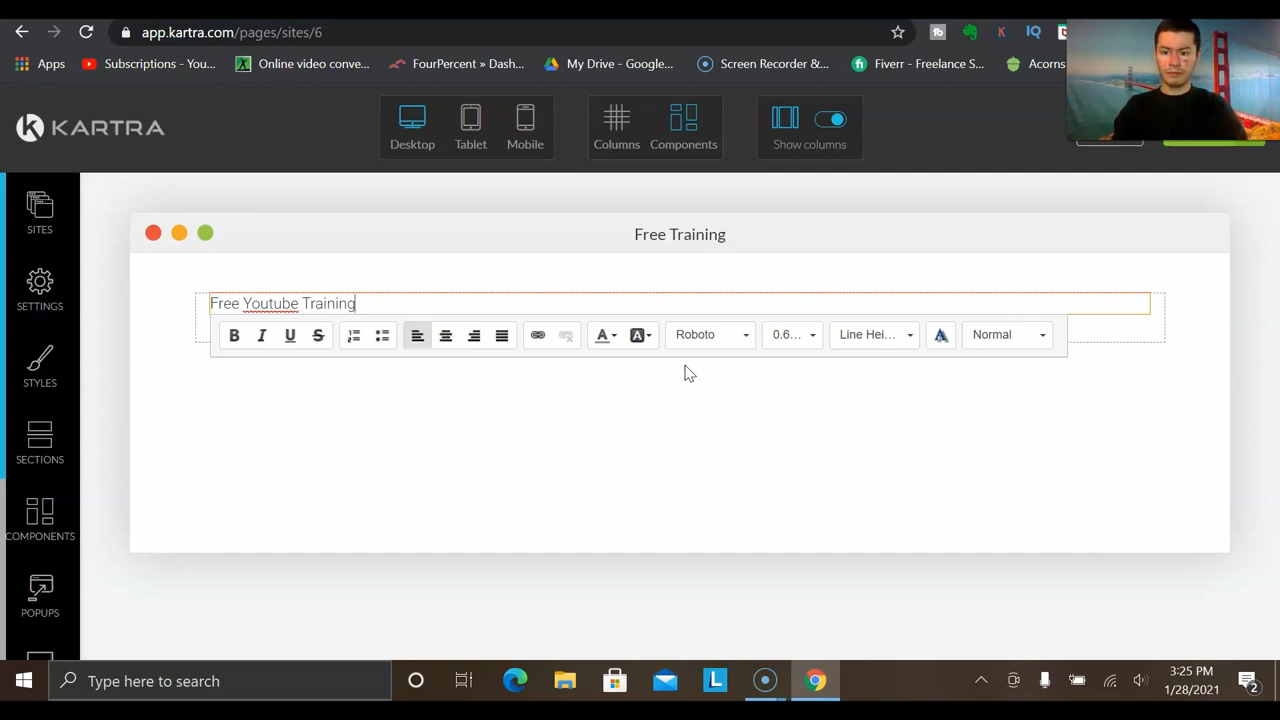 app.kartra.com/pages/sites/6
Apps
Subscriptions - You...
Online video conve...
FourPercent » Dash...
My Drive - Google...
Screen Recorder &...
Fiverr - Freelance S...
Acorns
KARTRA
Desktop
Tablet
Mobile
Columns
Components
Show columns
SITES
SETTINGS
STYLES
SECTIONS
COMPONENTS
POPUPS
Free Training
Free Youtube Training
Roboto
0.6...
Line Hei...
Normal
Type here to search
3:25 PM
1/28/2021
2